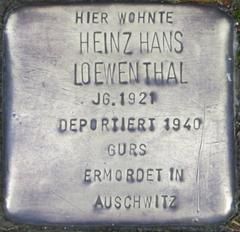 HIER WOHNTE
HEINZ HANS
LOEWENTHAL
JG. 1921
DEPORTIERT 1940
GURS
ERMORDET IN
AUSCHWITZ